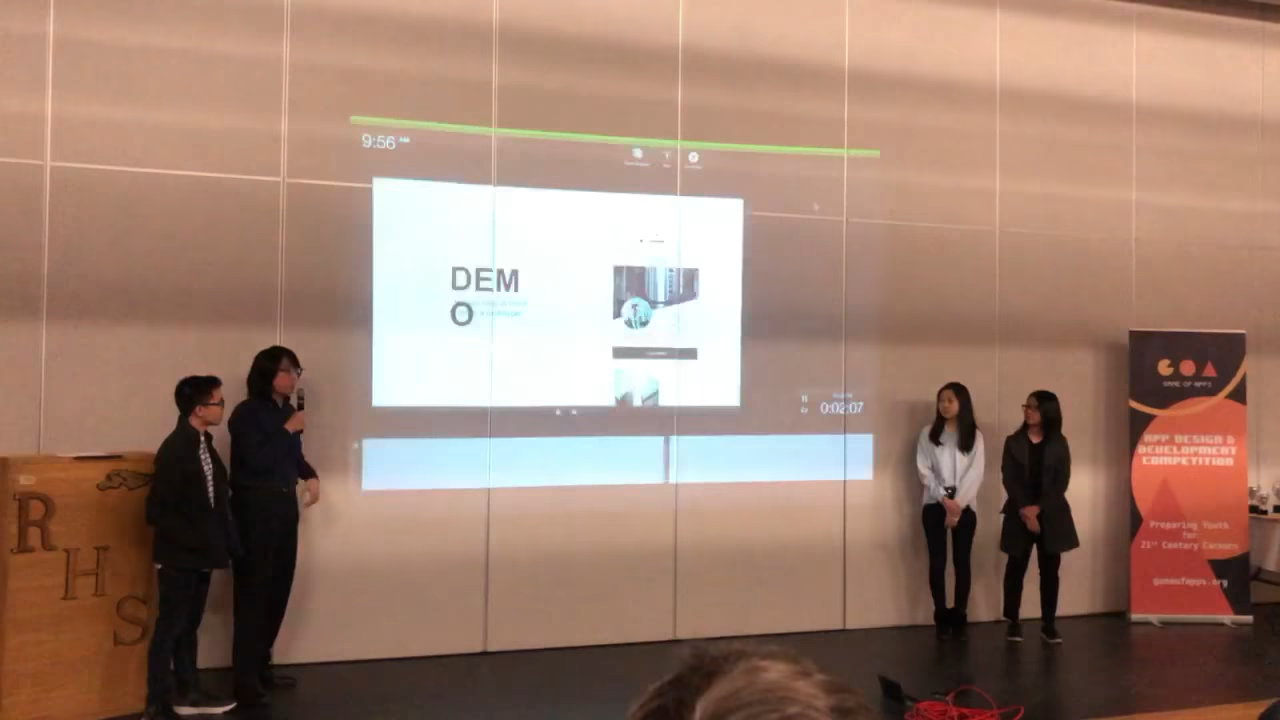 9:56 AM
DEM
O
0:02:07
R
H
S
GOA
GAME OF APPS
APP DESIGN &
DEVELOPMENT
COMPETITION
Preparing Youth
for
21st Century Careers
gameofapps.org